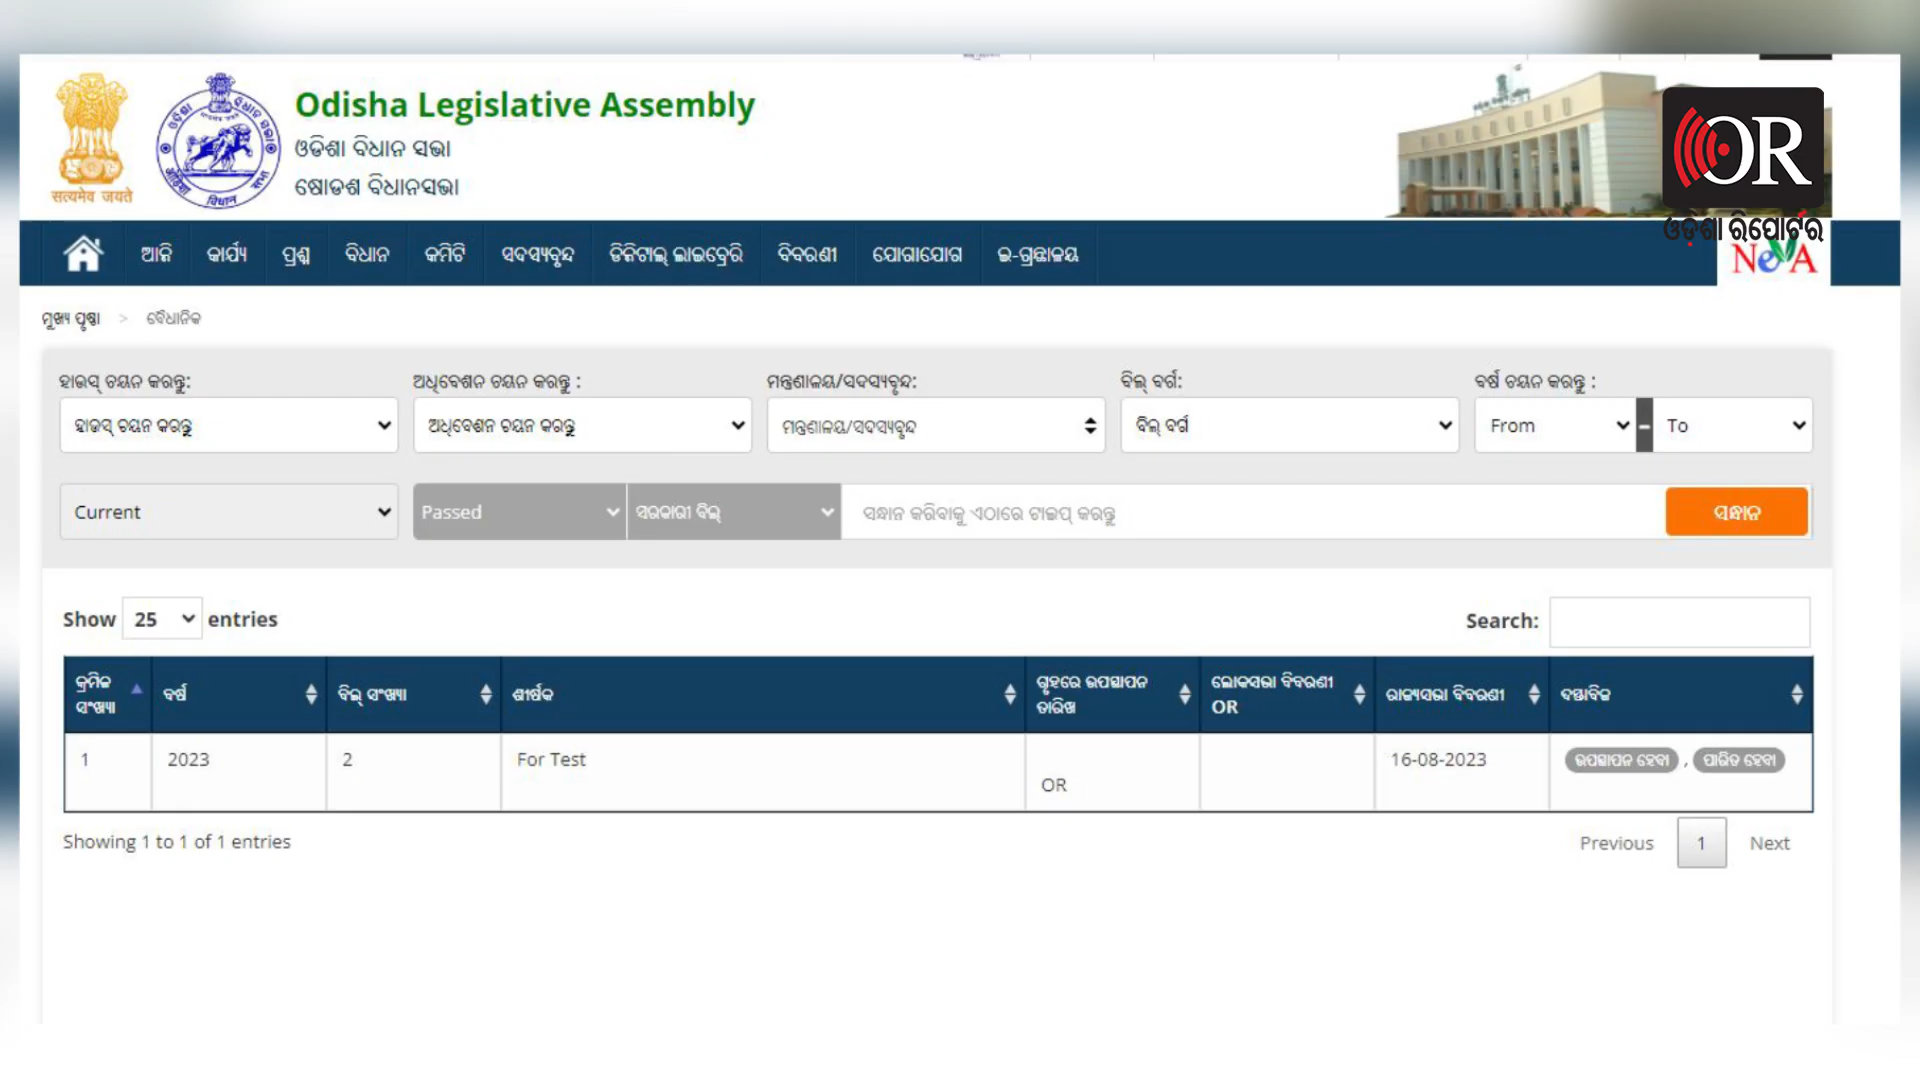 Odisha Legislative Assembly
ଓଡିଶା ବିଧାନ ସଭା
ଷୋଡଶ ବିଧାନସଭା
सत्यमेव जयते
OR
ଓଡ଼ିଶା ରିପୋର୍ଟର
NeVA
ଆଜି କାର୍ଯ୍ୟ ପ୍ରଶ୍ନ ବିଧାନ କମିଟି ସଦସ୍ୟବୃନ୍ଦ ଡିଜିଟାଲ୍ ଲାଇବ୍ରେରି ବିବରଣୀ ଯୋଗାଯୋଗ ଇ-ଗ୍ରନ୍ଥାଳୟ
ମୁଖ୍ୟ ପୃଷ୍ଠା > ବୈଧାନିକ
ହାଉସ୍ ଚୟନ କରନ୍ତୁ: ଅଧିବେଶନ ଚୟନ କରନ୍ତୁ : ମନ୍ତ୍ରଣାଳୟ/ସଦସ୍ୟବୃନ୍ଦ: ବିଲ୍ ବର୍ଗ: ବର୍ଷ ଚୟନ କରନ୍ତୁ :
ହାଉସ୍ ଚୟନ କରନ୍ତୁ ଅଧିବେଶନ ଚୟନ କରନ୍ତୁ ମନ୍ତ୍ରଣାଳୟ/ସଦସ୍ୟବୃନ୍ଦ ବିଲ୍ ବର୍ଗ From - To
Current Passed ସରକାରୀ ବିଲ୍ ସନ୍ଧାନ କରିବାକୁ ଏଠାରେ ଟାଇପ୍ କରନ୍ତୁ ସନ୍ଧାନ
Show 25 entries Search:
କ୍ରମିକ ସଂଖ୍ୟା ବର୍ଷ ବିଲ୍ ସଂଖ୍ୟା ଶୀର୍ଷକ ଗୃହରେ ଉପସ୍ଥାପନ ତାରିଖ ଲୋକସଭା ବିବରଣୀ OR ରାଜ୍ୟସଭା ବିବରଣୀ ଦସ୍ତାବିଜ
1 2023 2 For Test OR 16-08-2023 ଉପସ୍ଥାପନ ହେବା , ପାରିତ ହେବା
Showing 1 to 1 of 1 entries Previous 1 Next